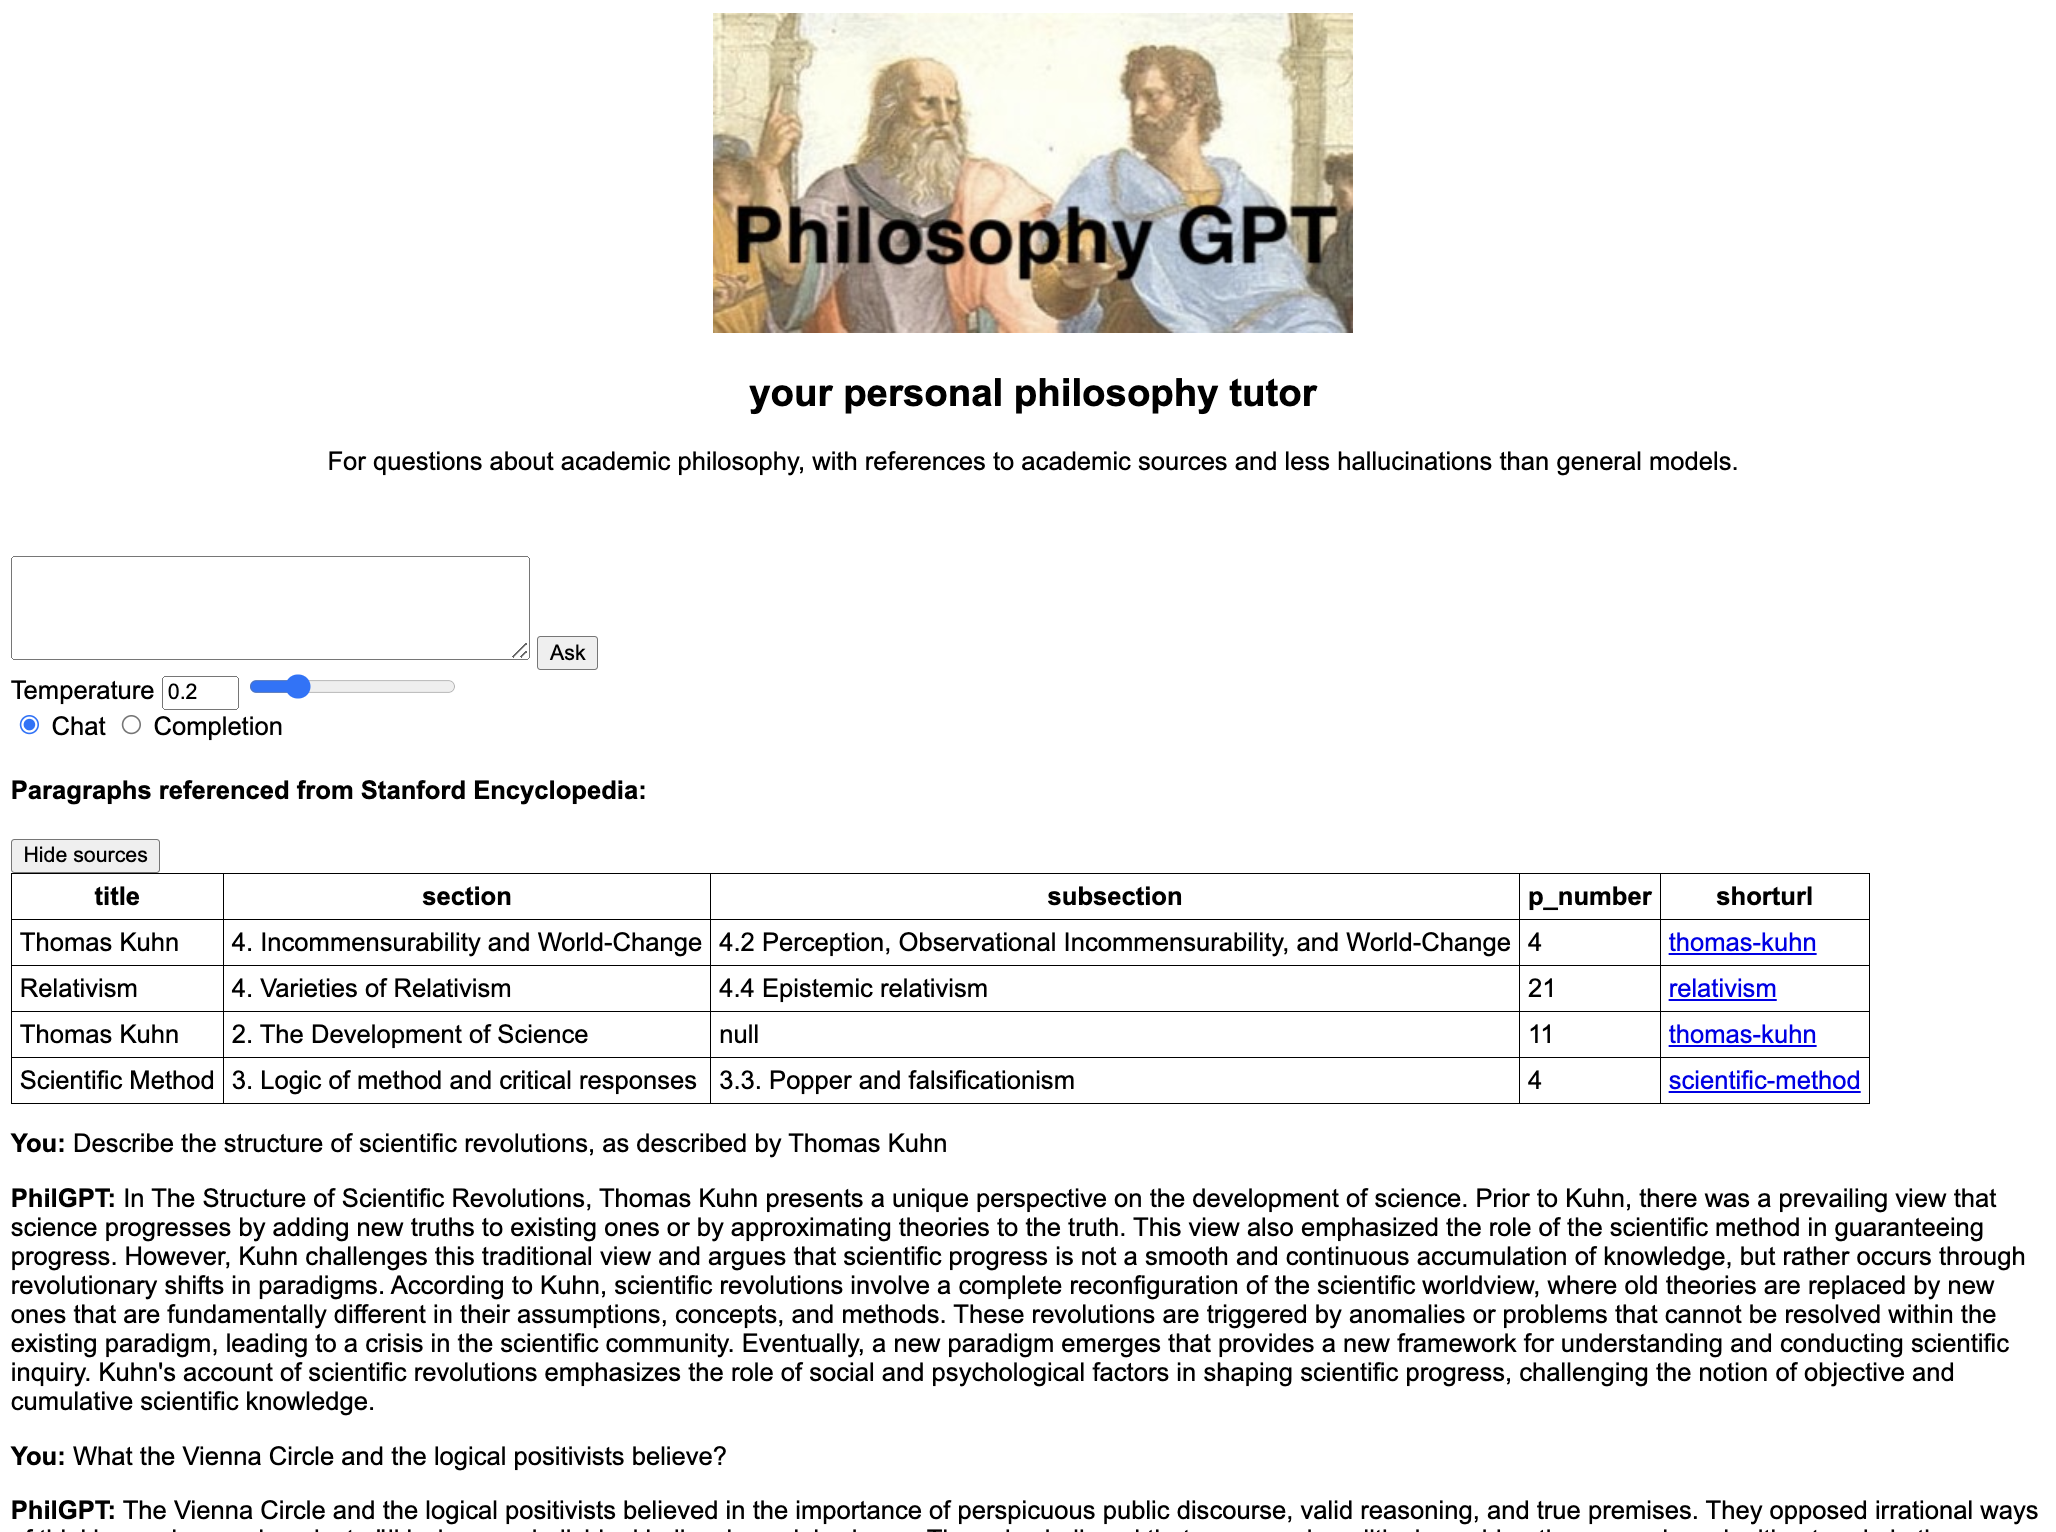 Philosophy GPT
your personal philosophy tutor
For questions about academic philosophy, with references to academic sources and less hallucinations than general models.
Ask
Temperature 0.2
Chat Completion
Paragraphs referenced from Stanford Encyclopedia:
Hide sources
title section subsection p_number shorturl
Thomas Kuhn 4. Incommensurability and World-Change 4.2 Perception, Observational Incommensurability, and World-Change 4 thomas-kuhn
Relativism 4. Varieties of Relativism 4.4 Epistemic relativism 21 relativism
Thomas Kuhn 2. The Development of Science null 11 thomas-kuhn
Scientific Method 3. Logic of method and critical responses 3.3. Popper and falsificationism 4 scientific-method
You: Describe the structure of scientific revolutions, as described by Thomas Kuhn
PhilGPT: In The Structure of Scientific Revolutions, Thomas Kuhn presents a unique perspective on the development of science. Prior to Kuhn, there was a prevailing view that
science progresses by adding new truths to existing ones or by approximating theories to the truth. This view also emphasized the role of the scientific method in guaranteeing
progress. However, Kuhn challenges this traditional view and argues that scientific progress is not a smooth and continuous accumulation of knowledge, but rather occurs through
revolutionary shifts in paradigms. According to Kuhn, scientific revolutions involve a complete reconfiguration of the scientific worldview, where old theories are replaced by new
ones that are fundamentally different in their assumptions, concepts, and methods. These revolutions are triggered by anomalies or problems that cannot be resolved within the
existing paradigm, leading to a crisis in the scientific community. Eventually, a new paradigm emerges that provides a new framework for understanding and conducting scientific
inquiry. Kuhn's account of scientific revolutions emphasizes the role of social and psychological factors in shaping scientific progress, challenging the notion of objective and
cumulative scientific knowledge.
You: What the Vienna Circle and the logical positivists believe?
PhilGPT: The Vienna Circle and the logical positivists believed in the importance of perspicuous public discourse, valid reasoning, and true premises. They opposed irrational ways